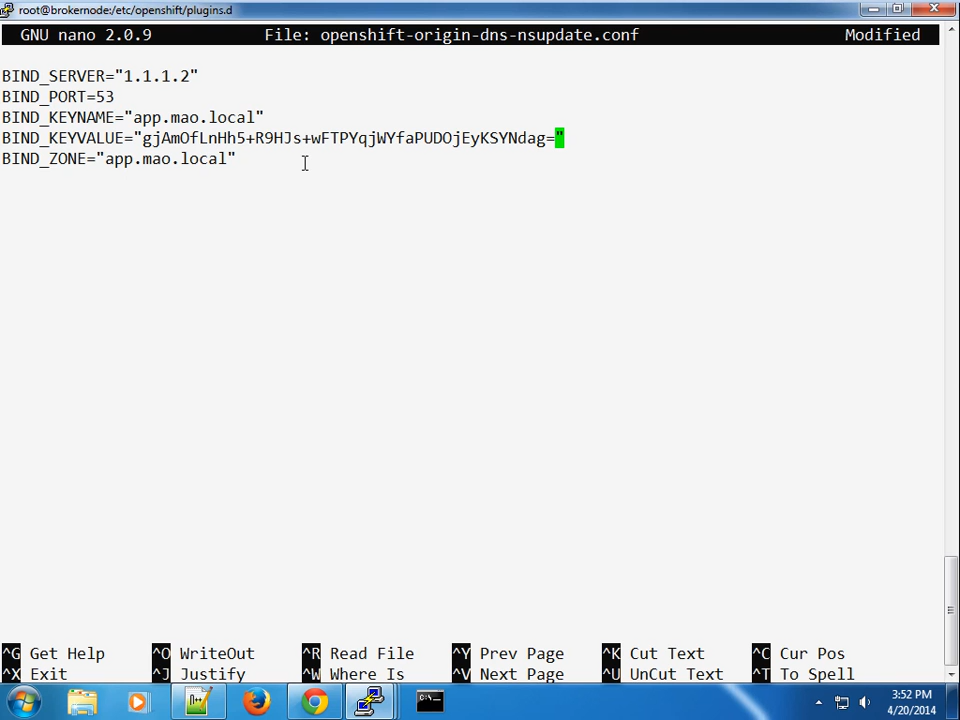 root@brokernode:/etc/openshift/plugins.d
GNU nano 2.0.9 File: openshift-origin-dns-nsupdate.conf Modified
BIND_SERVER="1.1.1.2"
BIND_PORT=53
BIND_KEYNAME="app.mao.local"
BIND_KEYVALUE="gjAmOfLnHh5+R9HJs+wFTPYqjWYfaPUDOjEyKSYNdag="
BIND_ZONE="app.mao.local"
^G Get Help ^O WriteOut ^R Read File ^Y Prev Page ^K Cut Text ^C Cur Pos
^X Exit ^J Justify ^W Where Is ^V Next Page ^U UnCut Text ^T To Spell
3:52 PM
4/20/2014